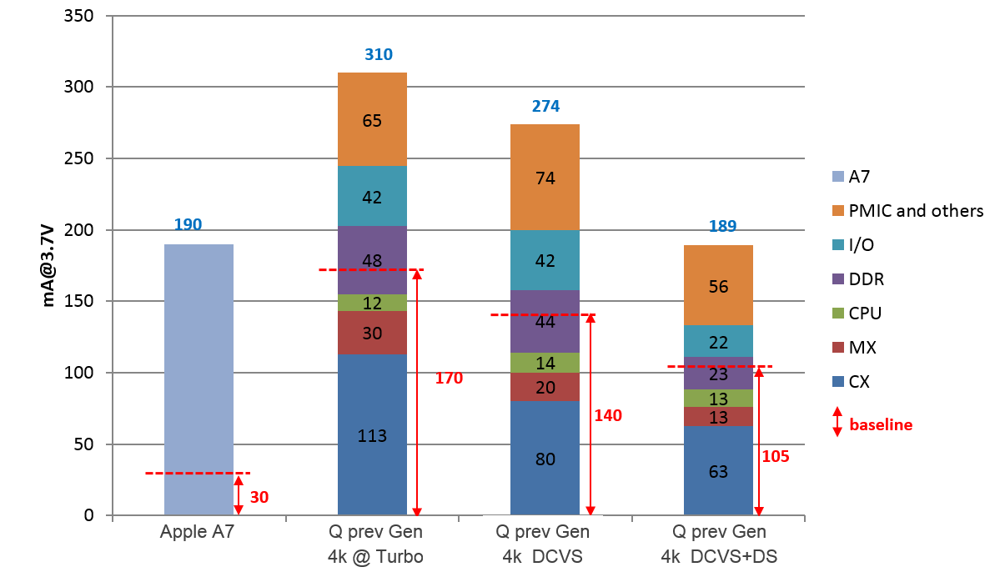 350
300
250
200
150
100
50
0
mA@3.7V
190
30
310
65
42
48
12
30
113
170
274
74
42
44
14
20
80
140
189
56
22
23
13
13
63
105
Apple A7
Q prev Gen
4k @ Turbo
Q prev Gen
4k DCVS
Q prev Gen
4k DCVS+DS
A7
PMIC and others
I/O
DDR
CPU
MX
CX
baseline